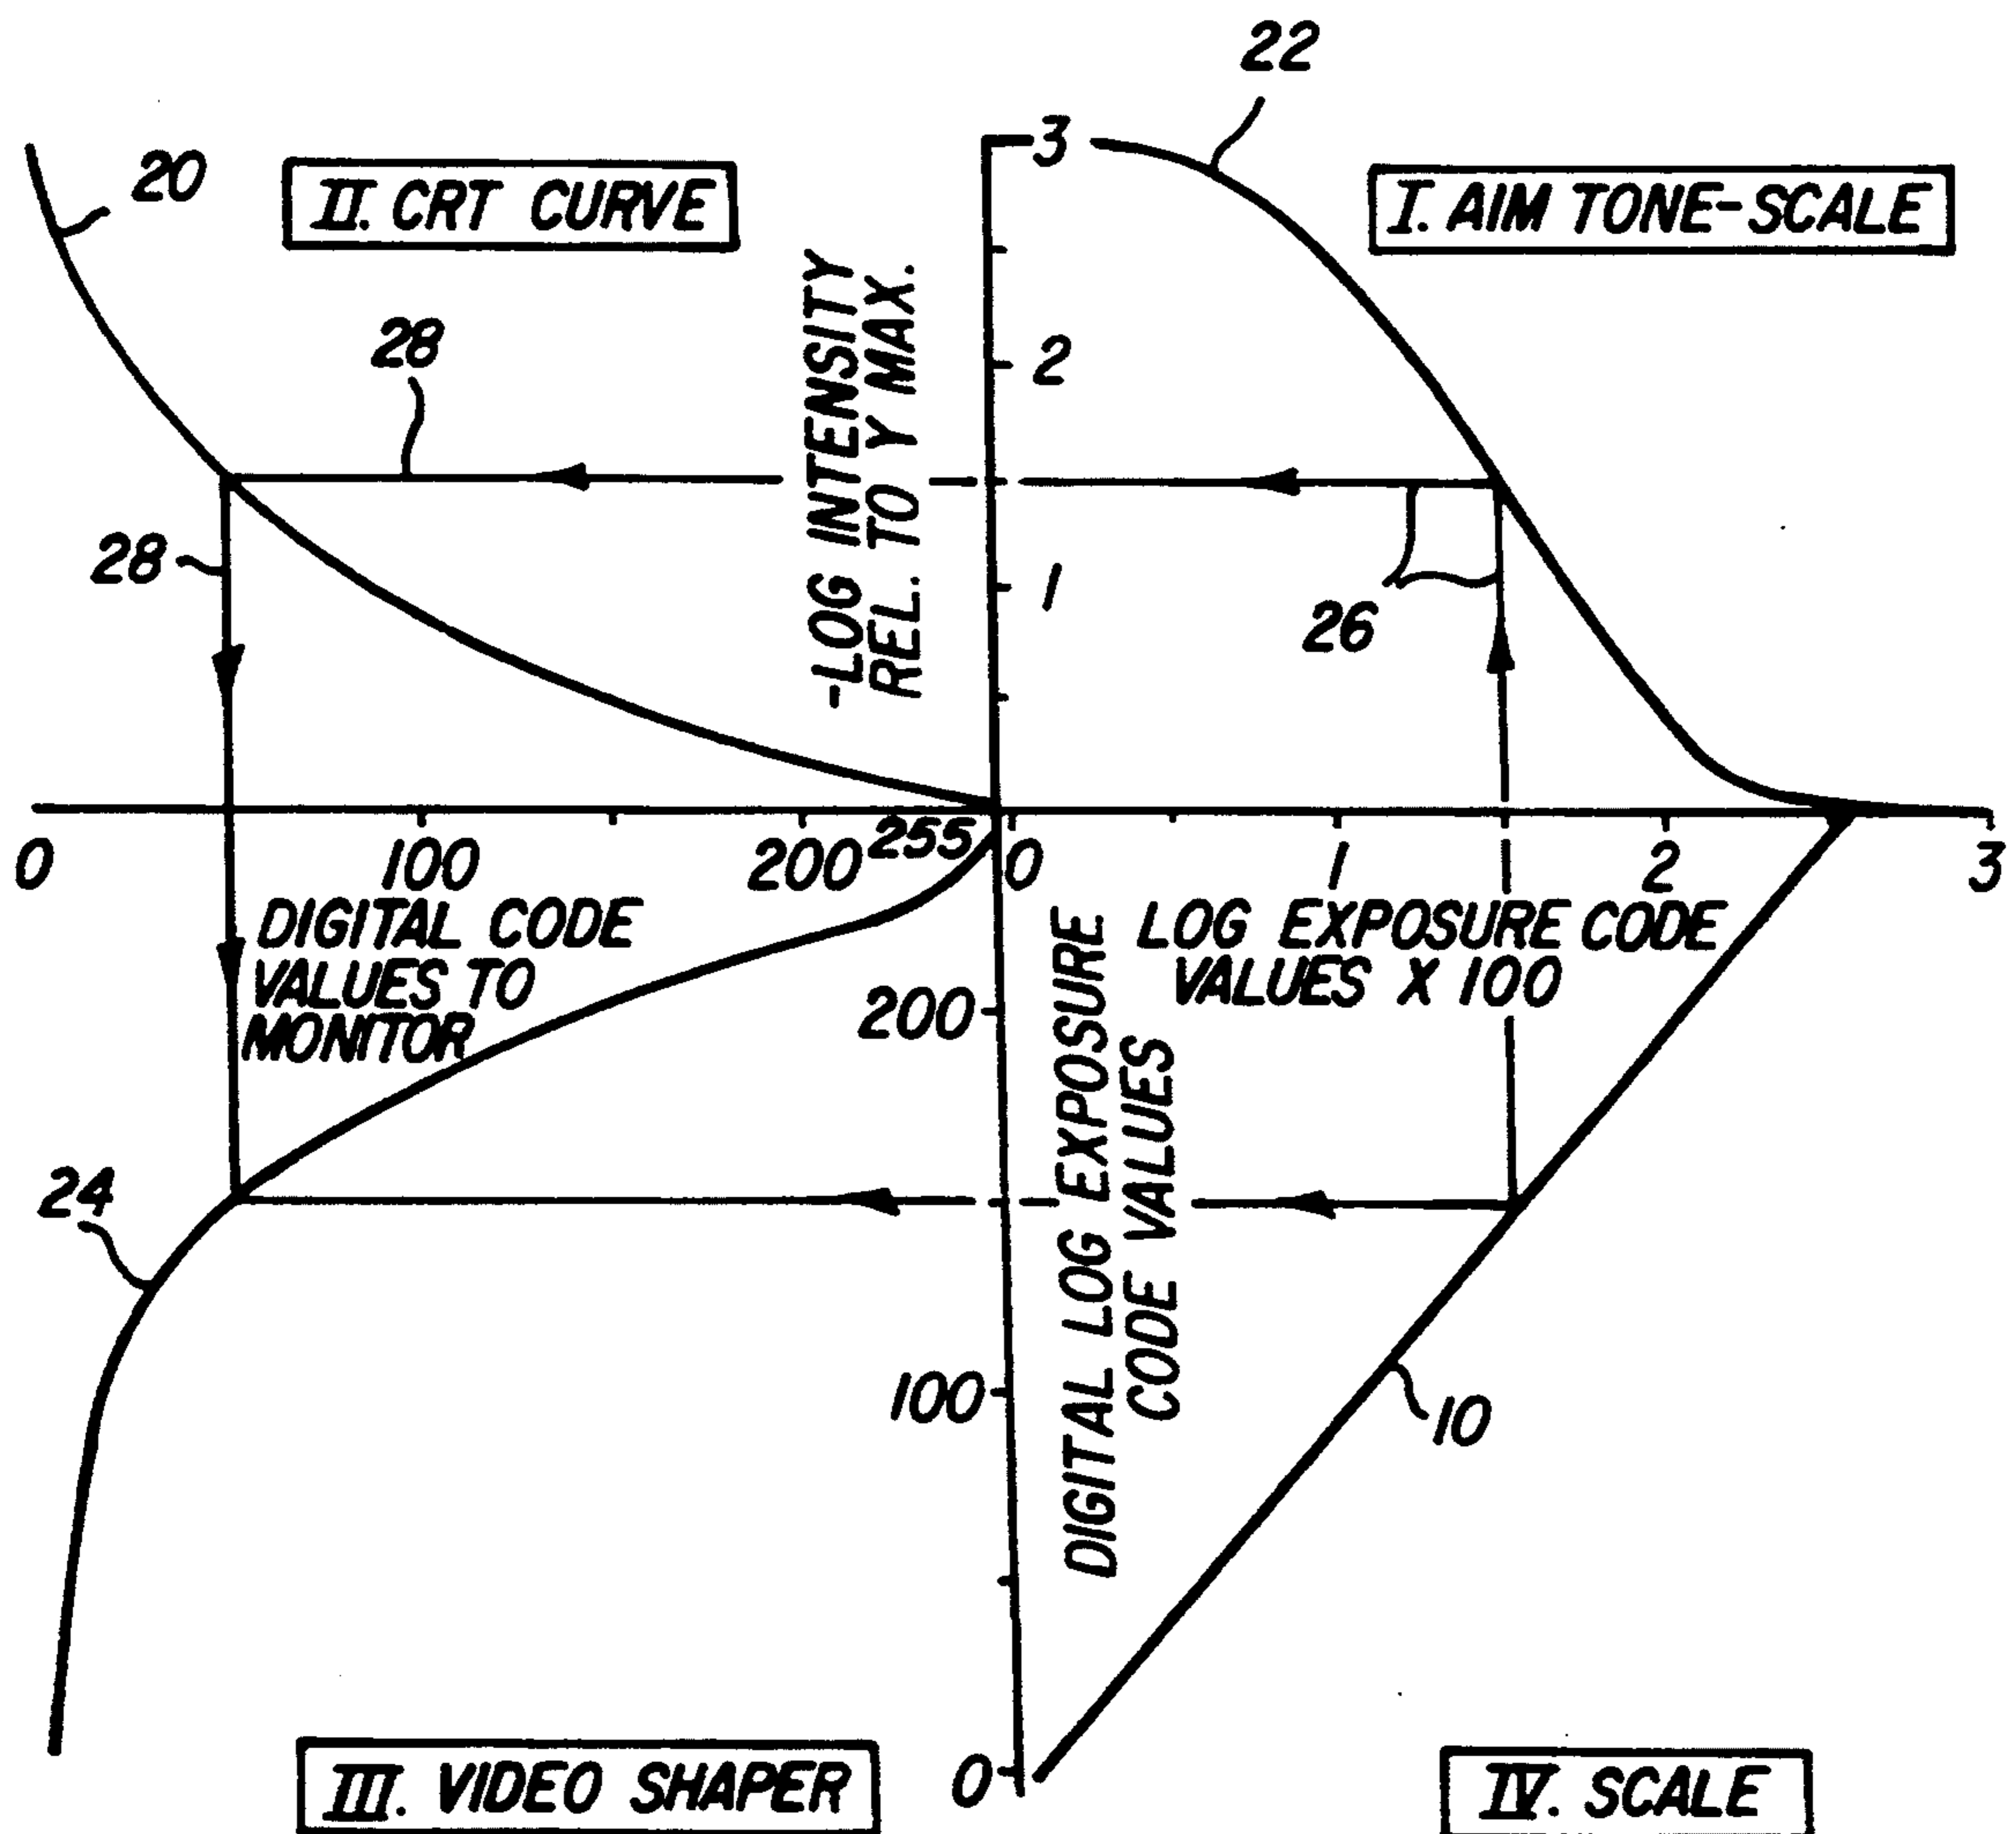 22
20
II. CRT CURVE
3
I. AIM TONE-SCALE
28
-LOG INTENSITY
REL. TO Y MAX.
2
28
1
26
0
100
200
255
0
1
2
3
DIGITAL CODE
VALUES TO
MONITOR
LOG EXPOSURE CODE
VALUES X 100
200
DIGITAL LOG EXPOSURE
CODE VALUES
24
100
10
0
III. VIDEO SHAPER
IV. SCALE